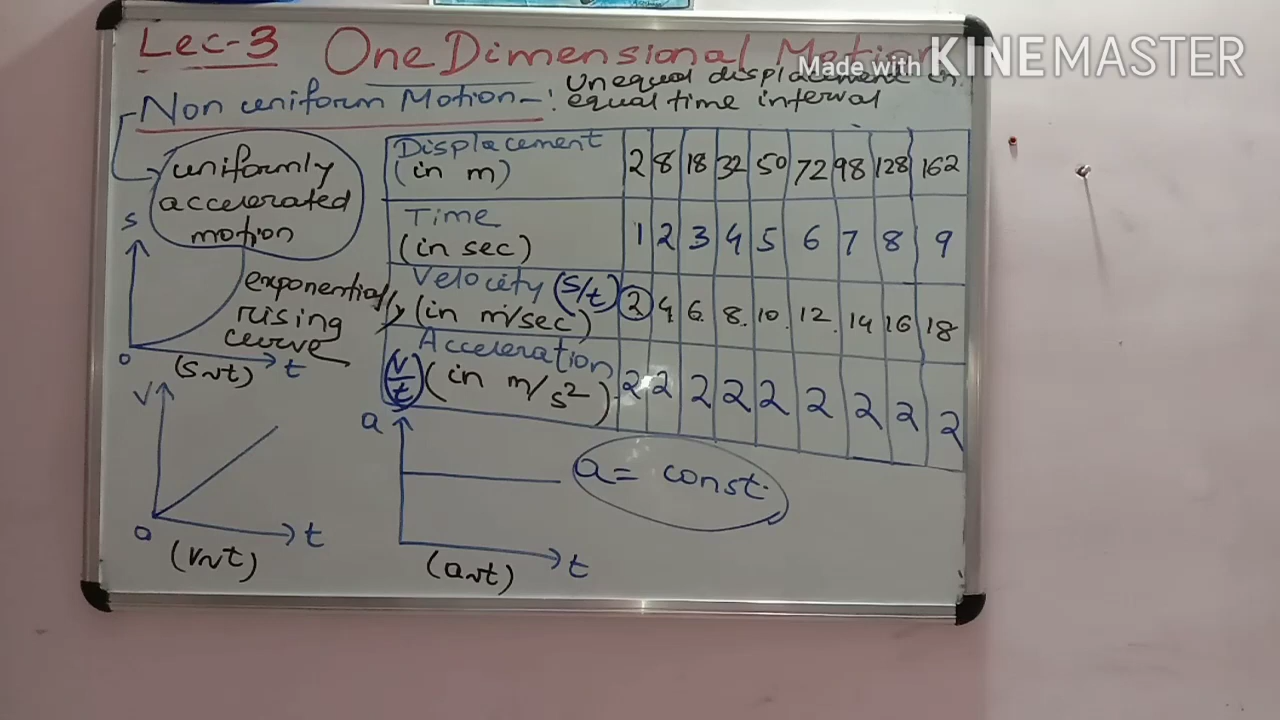 Lec-3 One Dimensional Motion
Made with KINEMASTER
Non uniform Motion-: Unequal displacement in
equal time interval
uniformly
accelerated
motion
s
exponentially
rising
curve
o
t
(s~t)
Displacement
(in m)
2 8 18 32 50 72 98 128 162
Time
(in sec)
1 2 3 4 5 6 7 8 9
Velocity (s/t)
(in m/sec)
2 4 6 8 10 12 14 16 18
Acceleration
V/t (in m/s²)
2 2 2 2 2 2 2 2 2
V
o
t
(v~t)
a
t
(a~t)
a = const.